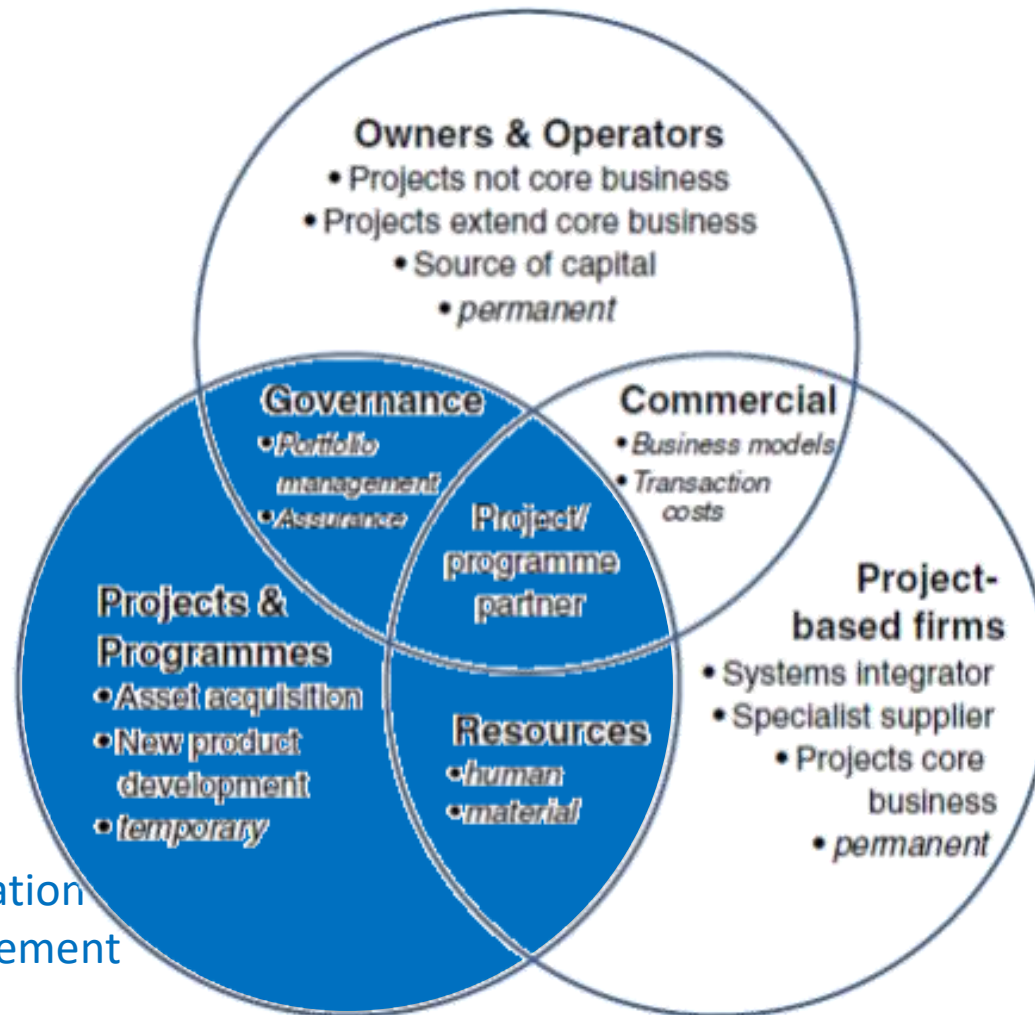 Owners & Operators
• Projects not core business
• Projects extend core business
• Source of capital
• permanent
Governance
• Portfolio
management
• Assurance
Commercial
• Business models
• Transaction
costs
Project/
programme
partner
Projects &
Programmes
• Asset acquisition
• New product
development
• temporary
Resources
• human
• material
Project-
based firms
• Systems integrator
• Specialist supplier
• Projects core
business
• permanent
ation
ement